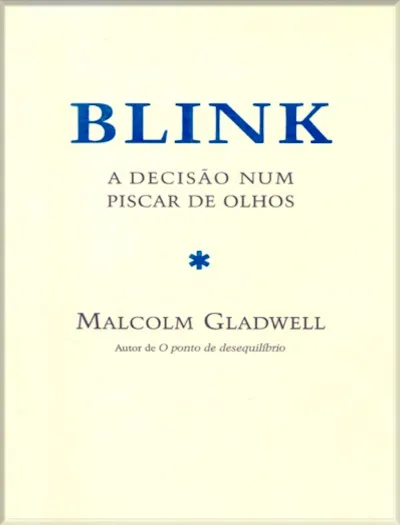 BLINK
A DECISÃO NUM
PISCAR DE OLHOS
*
MALCOLM GLADWELL
Autor de O ponto de desequilíbrio